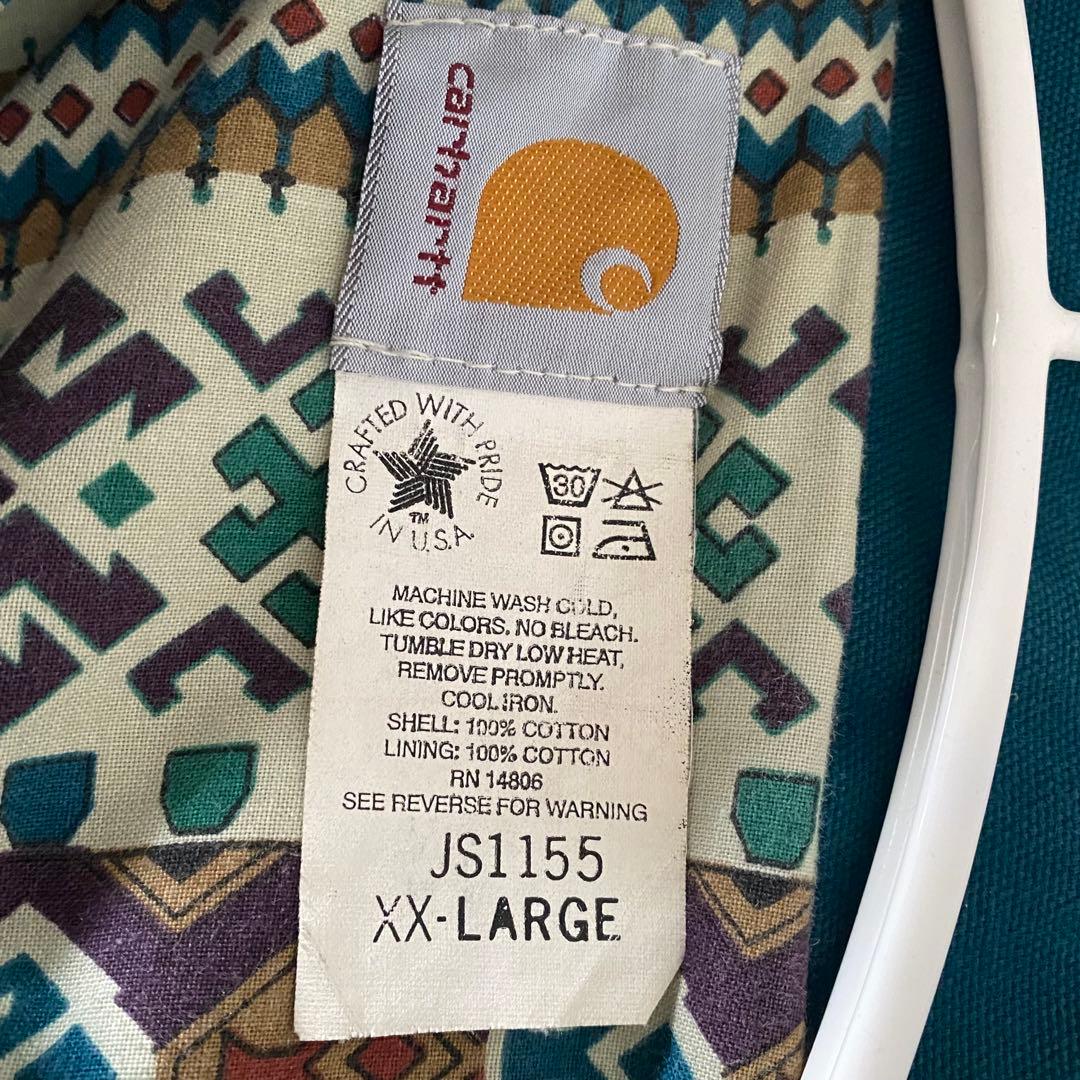 carhartt
CRAFTED WITH PRIDE
TM
IN U.S.A.
30
MACHINE WASH COLD,
LIKE COLORS. NO BLEACH.
TUMBLE DRY LOW HEAT,
REMOVE PROMPTLY.
COOL IRON.
SHELL: 100% COTTON
LINING: 100% COTTON
RN 14806
SEE REVERSE FOR WARNING
JS1155
XX-LARGE